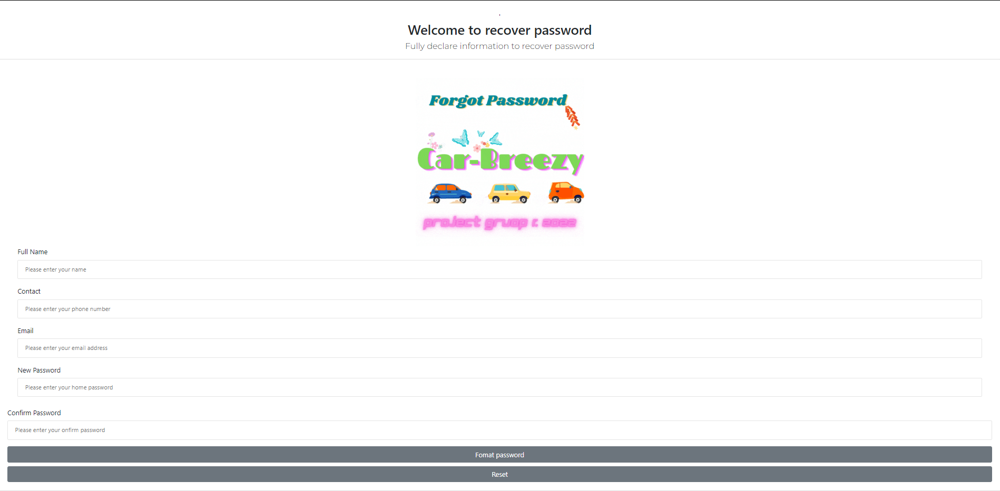 Welcome to recover password
Fully declare information to recover password
Forgot Password
Car-Breezy
project gruop 1: 2022
Full Name
Please enter your name
Contact
Please enter your phone number
Email
Please enter your email address
New Password
Please enter your home password
Confirm Password
Please enter your onfirm password
Fomat password
Reset